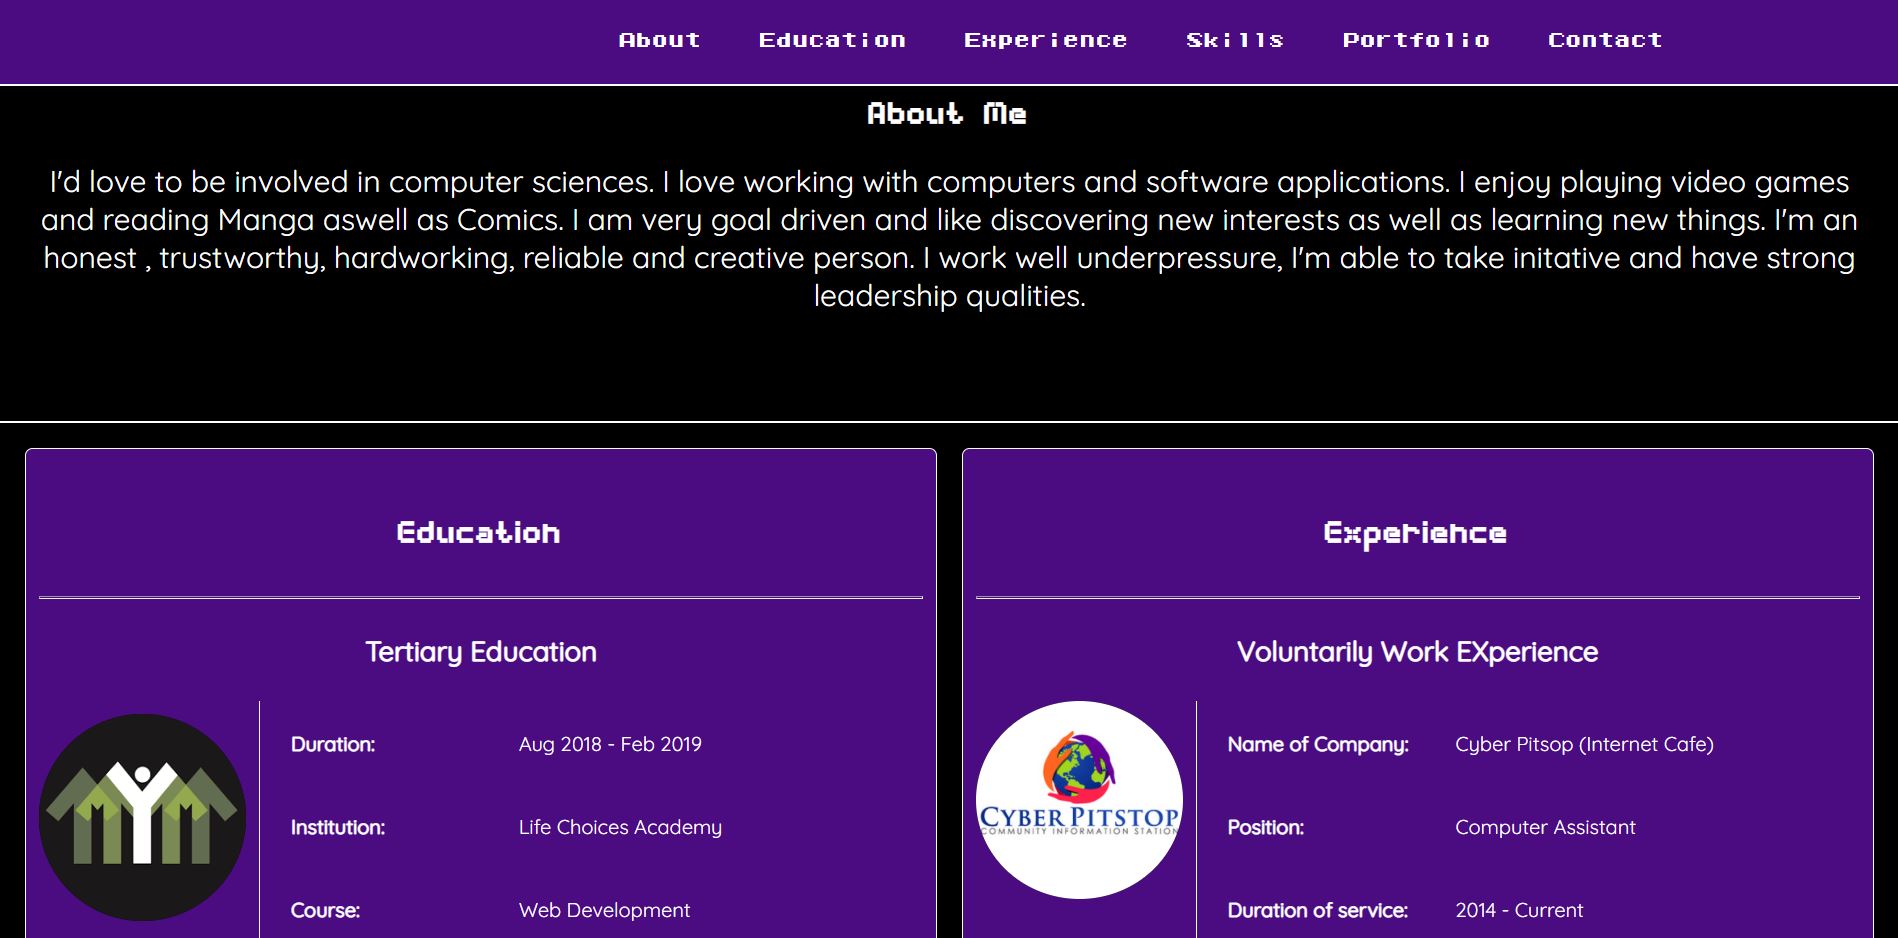 About Education Experience Skills Portfolio Contact
About Me
I'd love to be involved in computer sciences. I love working with computers and software applications. I enjoy playing video games
and reading Manga aswell as Comics. I am very goal driven and like discovering new interests as well as learning new things. I'm an
honest , trustworthy, hardworking, reliable and creative person. I work well underpressure, I'm able to take initative and have strong
leadership qualities.
Education
Tertiary Education
Duration: Aug 2018 - Feb 2019
Institution: Life Choices Academy
Course: Web Development
Experience
Voluntarily Work EXperience
CYBER PITSTOP
COMMUNITY INFORMATION STATION
Name of Company: Cyber Pitsop (Internet Cafe)
Position: Computer Assistant
Duration of service: 2014 - Current